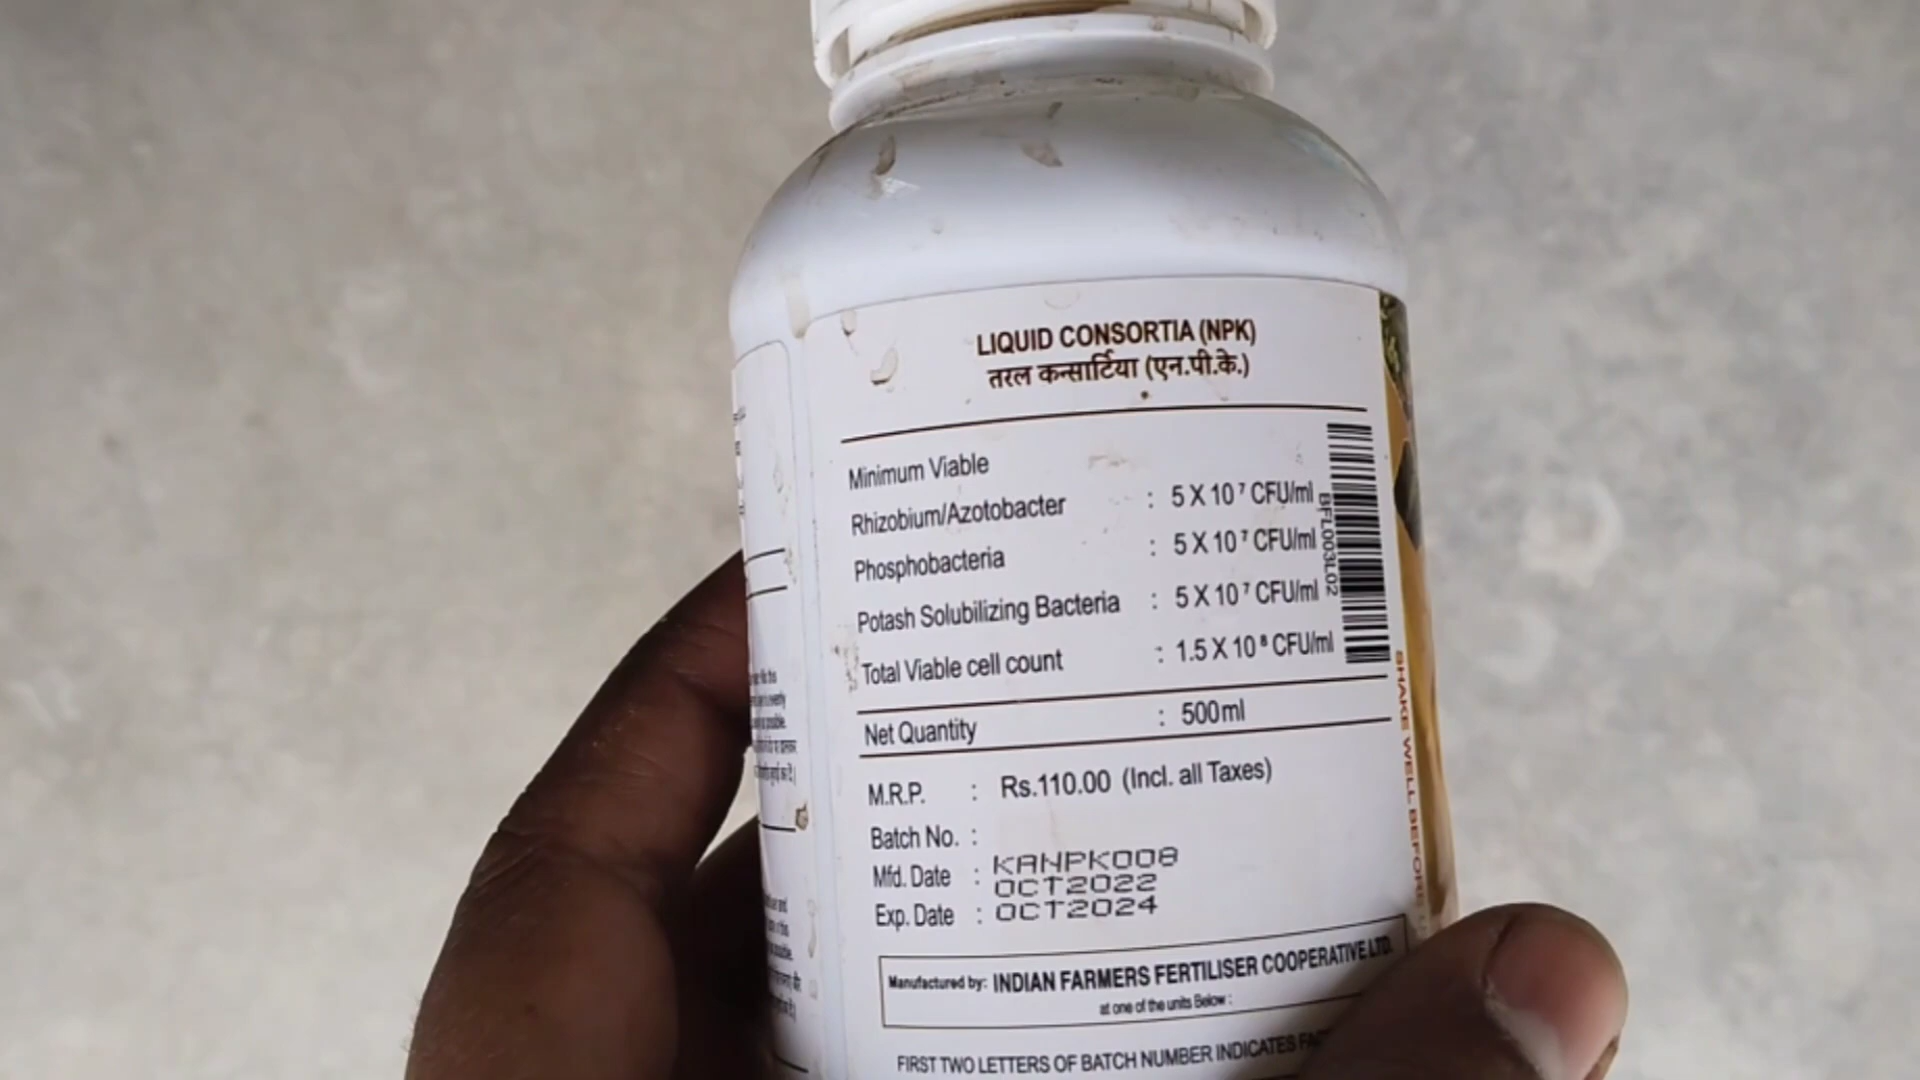 LIQUID CONSORTIA (NPK)
तरल कन्सार्टिया (एन.पी.के.)
Minimum Viable
Rhizobium/Azotobacter : 5 X 10⁷ CFU/ml
Phosphobacteria : 5 X 10⁷ CFU/ml
Potash Solubilizing Bacteria : 5 X 10⁷ CFU/ml
Total Viable cell count : 1.5 X 10⁸ CFU/ml
BFL003L02
Net Quantity : 500ml
M.R.P. : Rs.110.00 (Incl. all Taxes)
Batch No. :
KANPK008
Mfd. Date : OCT2022
Exp. Date : OCT2024
Manufactured by: INDIAN FARMERS FERTILISER COOPERATIVE LTD.
at one of the units Below :
FIRST TWO LETTERS OF BATCH NUMBER INDICATES
SHAKE WELL BEFORE